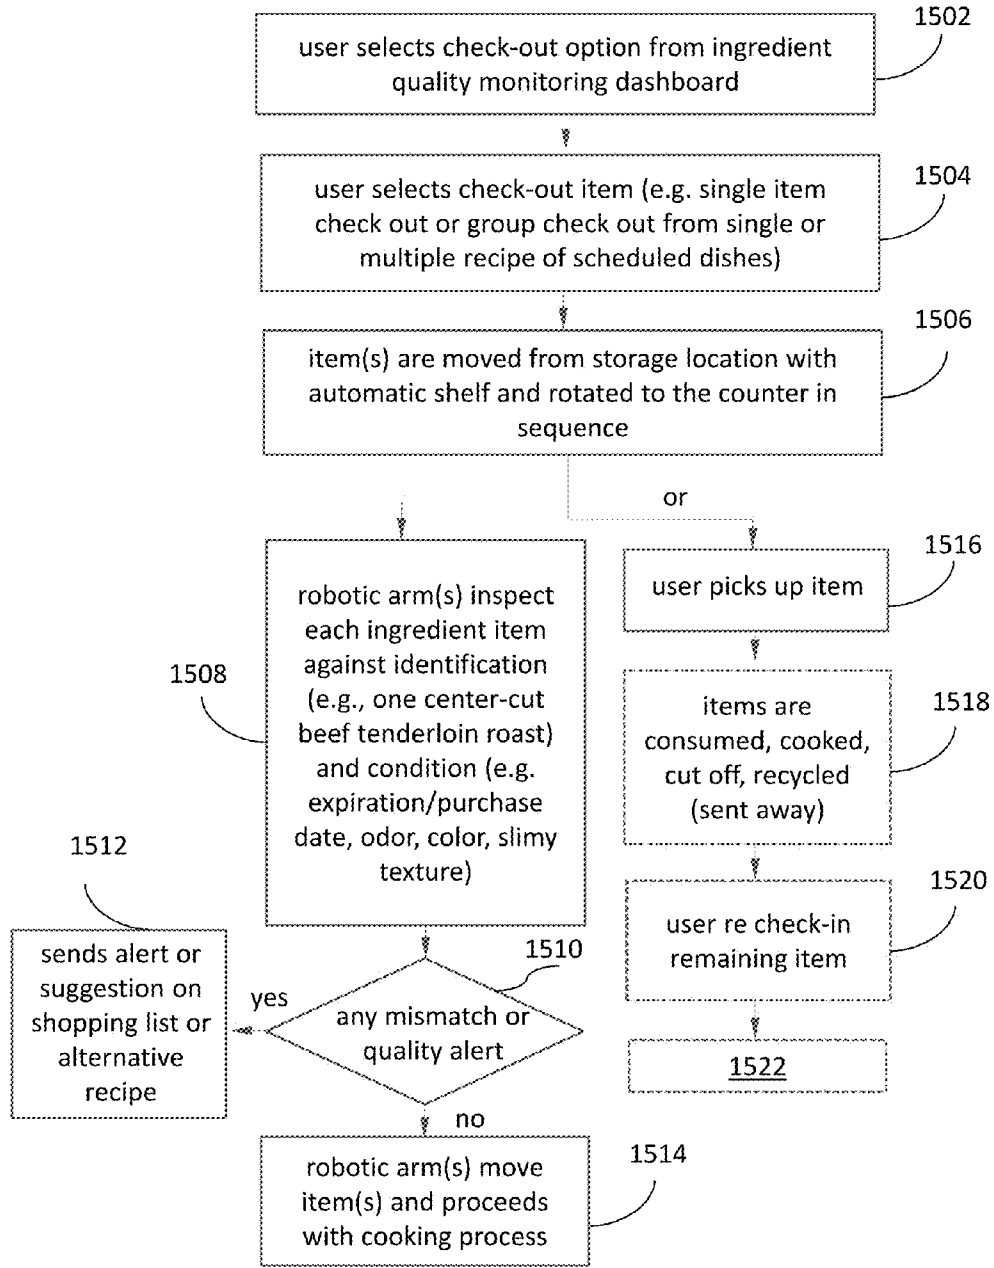 1502
user selects check-out option from ingredient
quality monitoring dashboard
1504
user selects check-out item (e.g. single item
check out or group check out from single or
multiple recipe of scheduled dishes)
1506
item(s) are moved from storage location with
automatic shelf and rotated to the counter in
sequence
or
1508
robotic arm(s) inspect
each ingredient item
against identification
(e.g., one center-cut
beef tenderloin roast)
and condition (e.g.
expiration/purchase
date, odor, color, slimy
texture)
1516
user picks up item
1518
items are
consumed, cooked,
cut off, recycled
(sent away)
1520
user re check-in
remaining item
1522
1510
any mismatch or
quality alert
yes
1512
sends alert or
suggestion on
shopping list or
alternative
recipe
no
1514
robotic arm(s) move
item(s) and proceeds
with cooking process